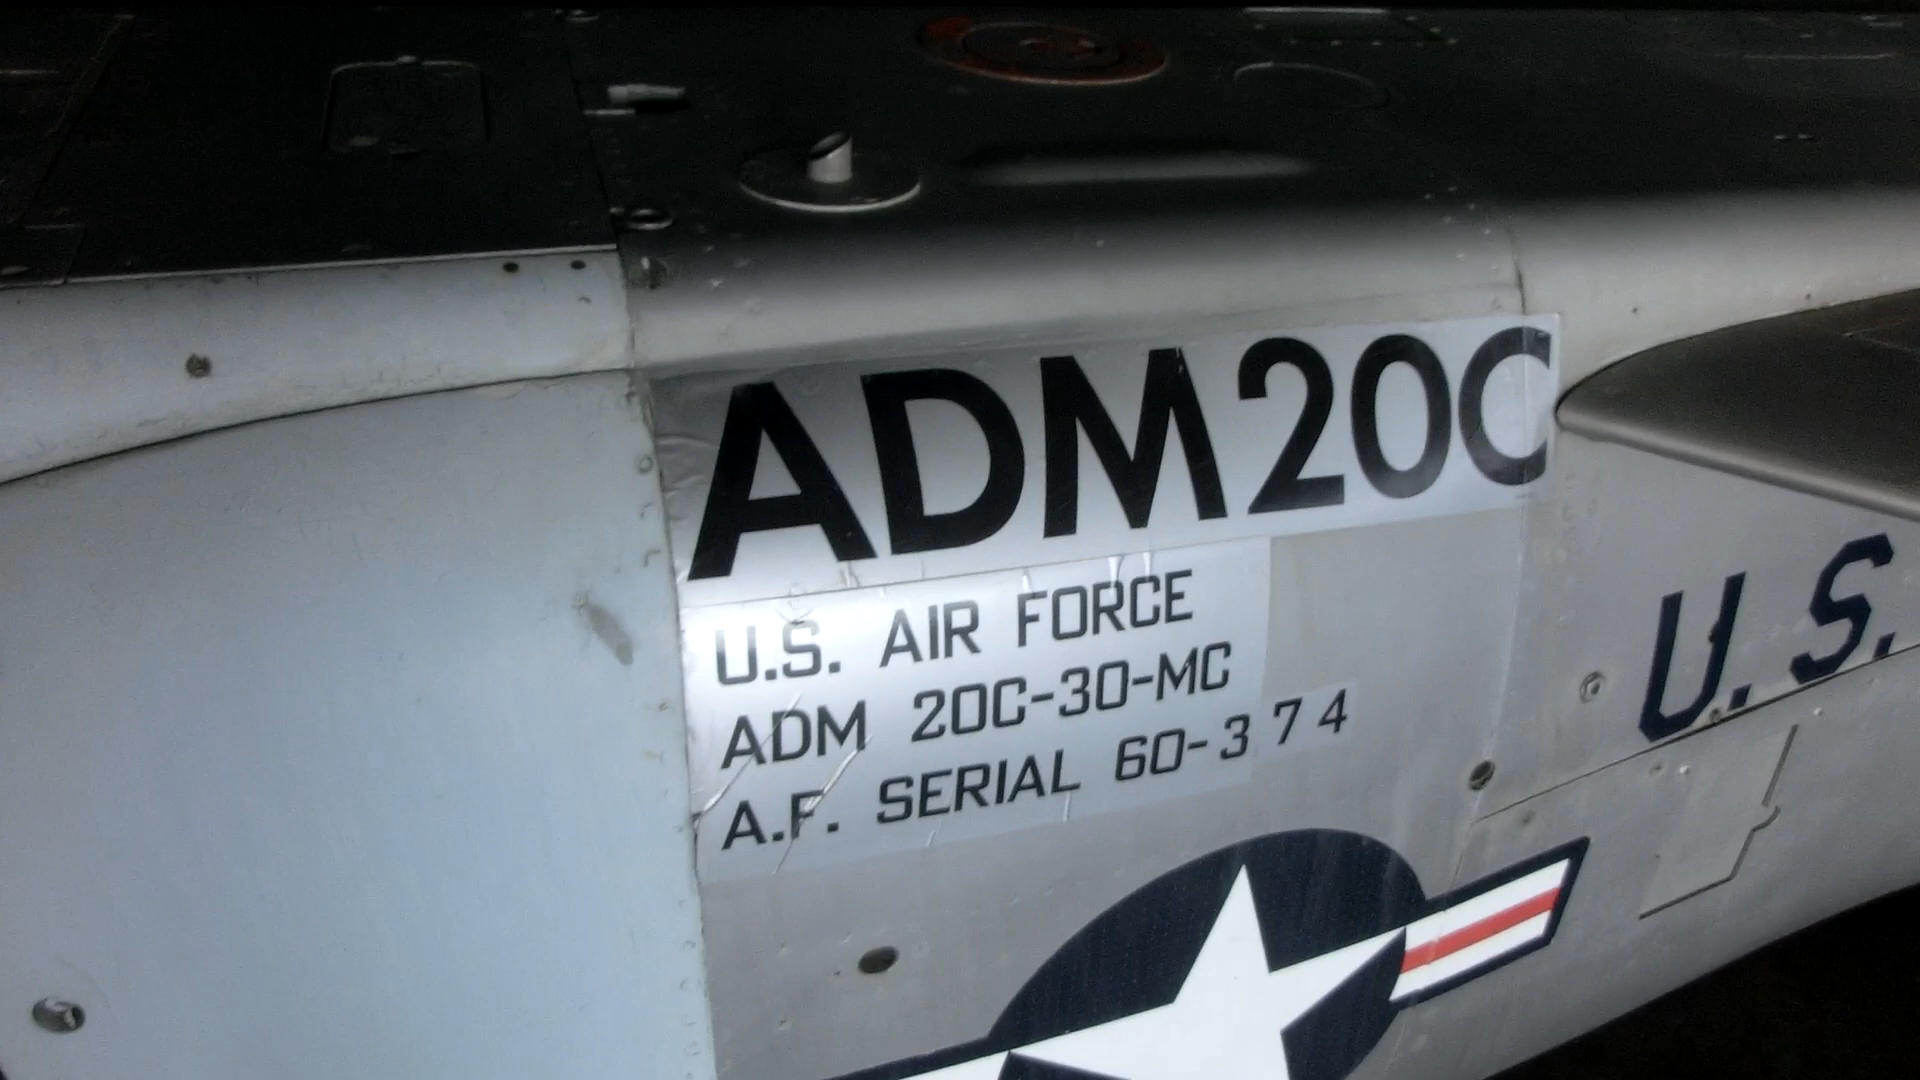 ADM20C
U.S. AIR FORCE
ADM 20C-30-MC
A.F. SERIAL 60-374
U.S.